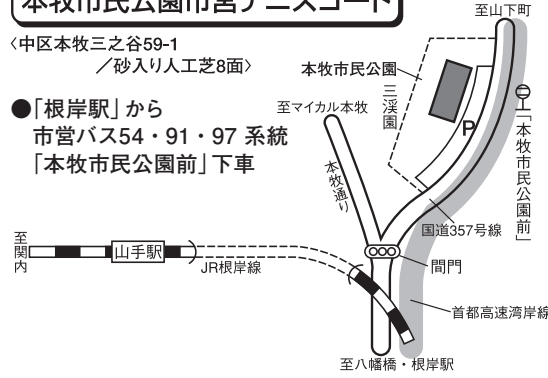 本牧市民公園市営テニスコート
〈中区本牧三之谷59-1
／砂入り人工芝8面〉
●「根岸駅」から
市営バス54・91・97 系統
「本牧市民公園前」下車
至山下町
本牧市民公園
三渓園
至マイカル本牧
P
「本牧市民公園前」
本牧通り
国道357号線
至関内
山手駅
JR根岸線
間門
首都高速湾岸線
至八幡橋・根岸駅